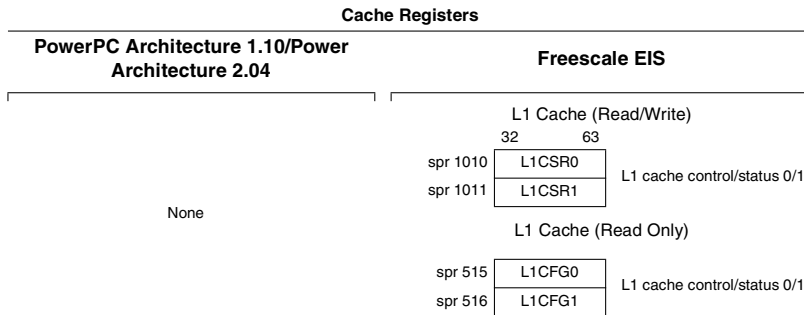 Cache Registers
PowerPC Architecture 1.10/Power
Architecture 2.04
Freescale EIS
None
L1 Cache (Read/Write)
32 63
spr 1010 L1CSR0
spr 1011 L1CSR1
L1 cache control/status 0/1
L1 Cache (Read Only)
spr 515 L1CFG0
spr 516 L1CFG1
L1 cache control/status 0/1